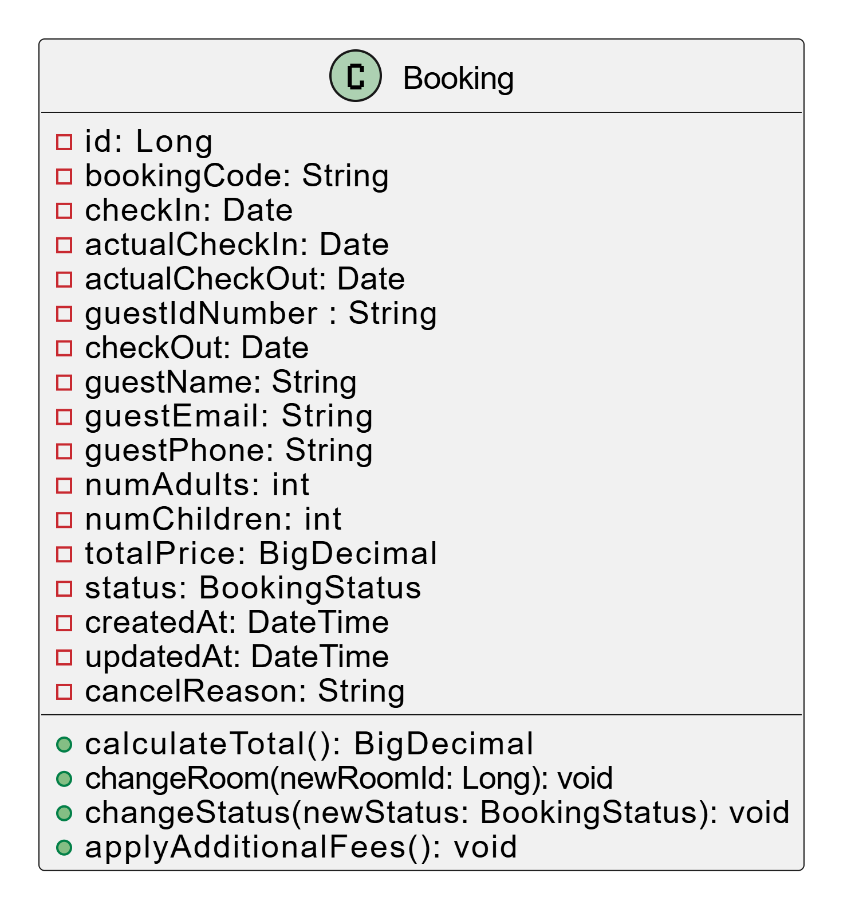 C Booking
id: Long
bookingCode: String
checkIn: Date
actualCheckIn: Date
actualCheckOut: Date
guestIdNumber : String
checkOut: Date
guestName: String
guestEmail: String
guestPhone: String
numAdults: int
numChildren: int
totalPrice: BigDecimal
status: BookingStatus
createdAt: DateTime
updatedAt: DateTime
cancelReason: String
calculateTotal(): BigDecimal
changeRoom(newRoomId: Long): void
changeStatus(newStatus: BookingStatus): void
applyAdditionalFees(): void